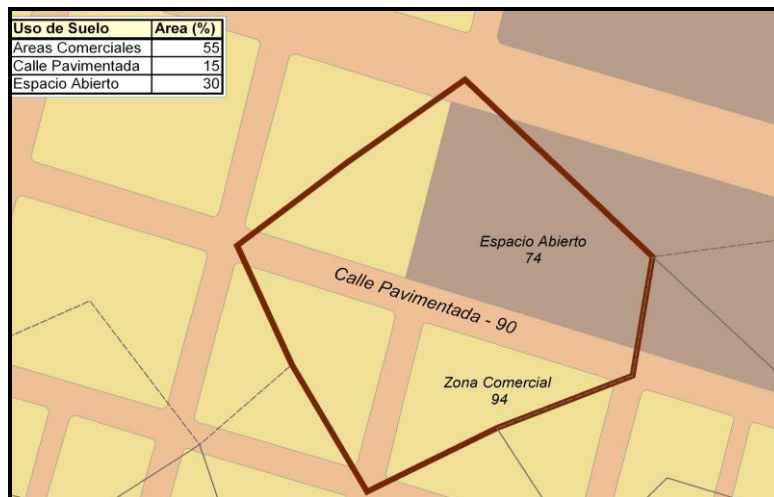 Uso de Suelo Area (%)
Areas Comerciales 55
Calle Pavimentada 15
Espacio Abierto 30
Espacio Abierto
74
Calle Pavimentada - 90
Zona Comercial
94